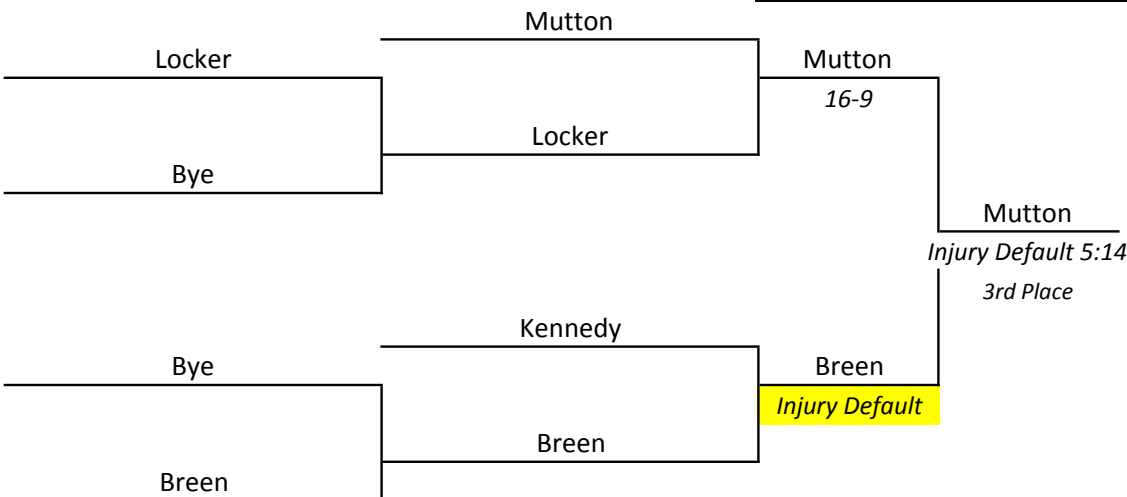 Mutton
Locker
Mutton
16-9
Locker
Bye
Mutton
Injury Default 5:14
3rd Place
Kennedy
Bye
Breen
Injury Default
Breen
Breen